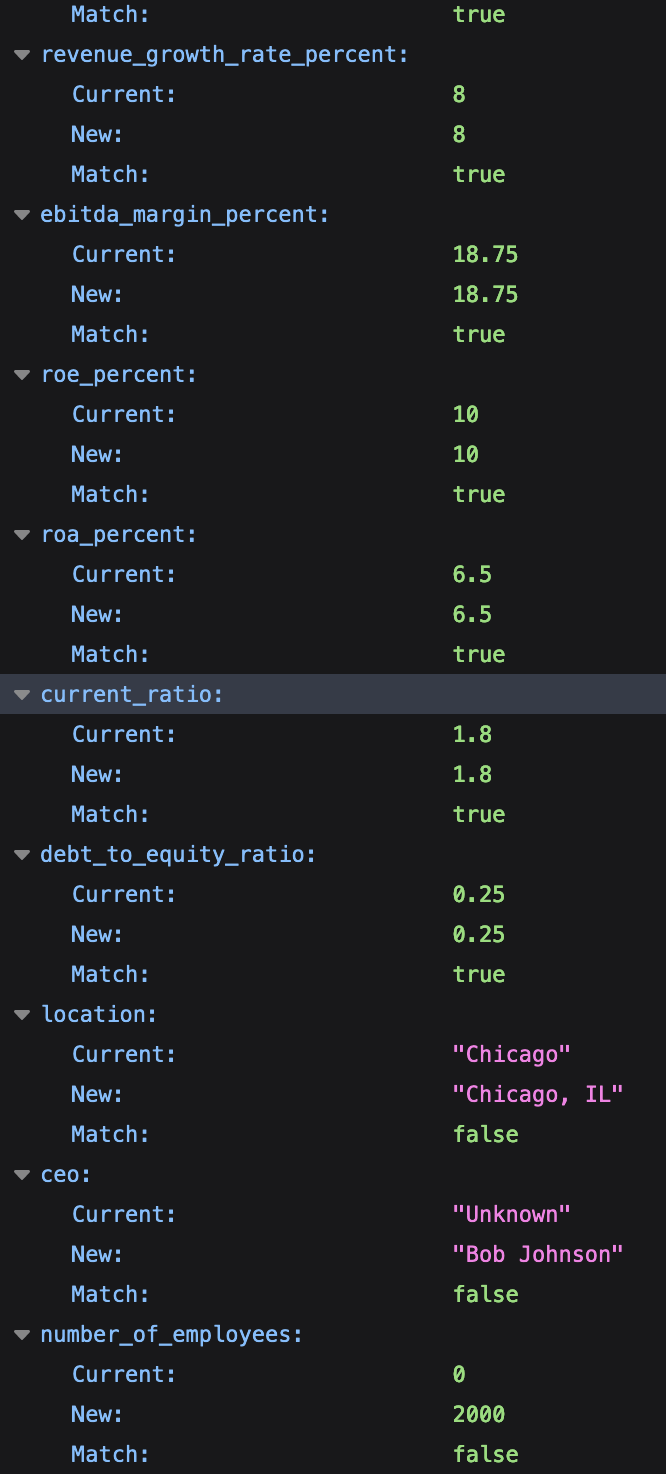 Match: true
revenue_growth_rate_percent:
Current: 8
New: 8
Match: true
ebitda_margin_percent:
Current: 18.75
New: 18.75
Match: true
roe_percent:
Current: 10
New: 10
Match: true
roa_percent:
Current: 6.5
New: 6.5
Match: true
current_ratio:
Current: 1.8
New: 1.8
Match: true
debt_to_equity_ratio:
Current: 0.25
New: 0.25
Match: true
location:
Current: "Chicago"
New: "Chicago, IL"
Match: false
ceo:
Current: "Unknown"
New: "Bob Johnson"
Match: false
number_of_employees:
Current: 0
New: 2000
Match: false